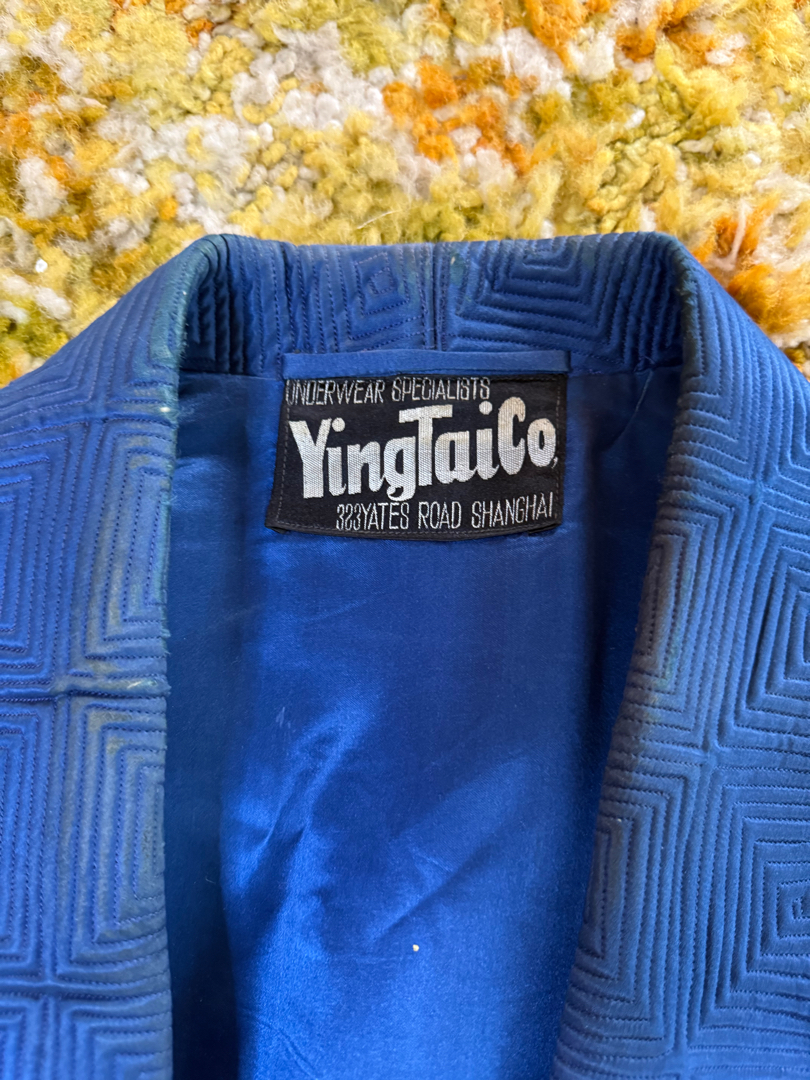 UNDERWEAR SPECIALISTS
YingTaiCo,
323YATES ROAD SHANGHAI